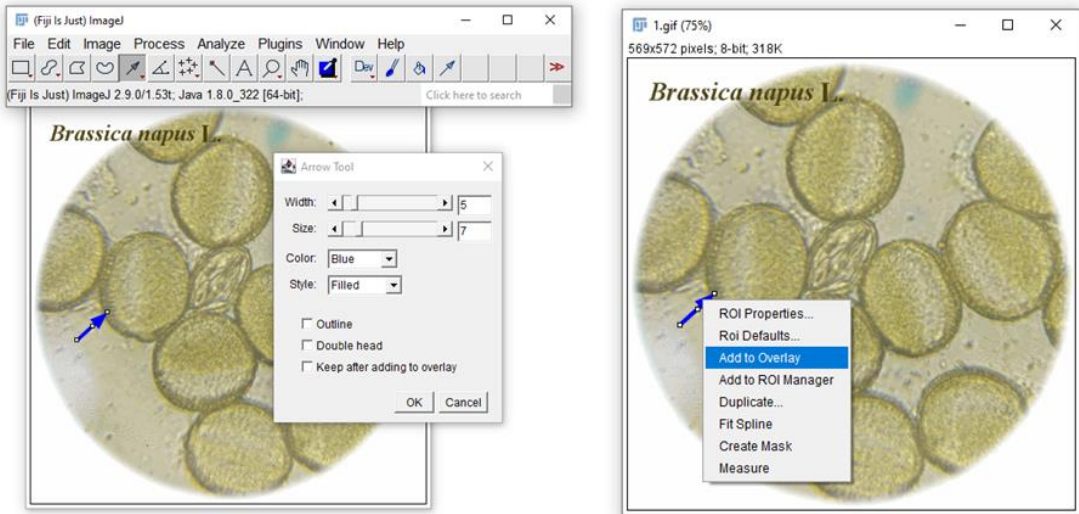 (Fiji Is Just) ImageJ
File Edit Image Process Analyze Plugins Window Help
A Dev
(Fiji Is Just) ImageJ 2.9.0/1.53t; Java 1.8.0_322 [64-bit]; Click here to search
Brassica napus L.
Arrow Tool
Width: 5
Size: 7
Color: Blue
Style: Filled
Outline
Double head
Keep after adding to overlay
OK Cancel
1.gif (75%)
569x572 pixels; 8-bit; 318K
Brassica napus L.
ROI Properties...
Roi Defaults...
Add to Overlay
Add to ROI Manager
Duplicate...
Fit Spline
Create Mask
Measure